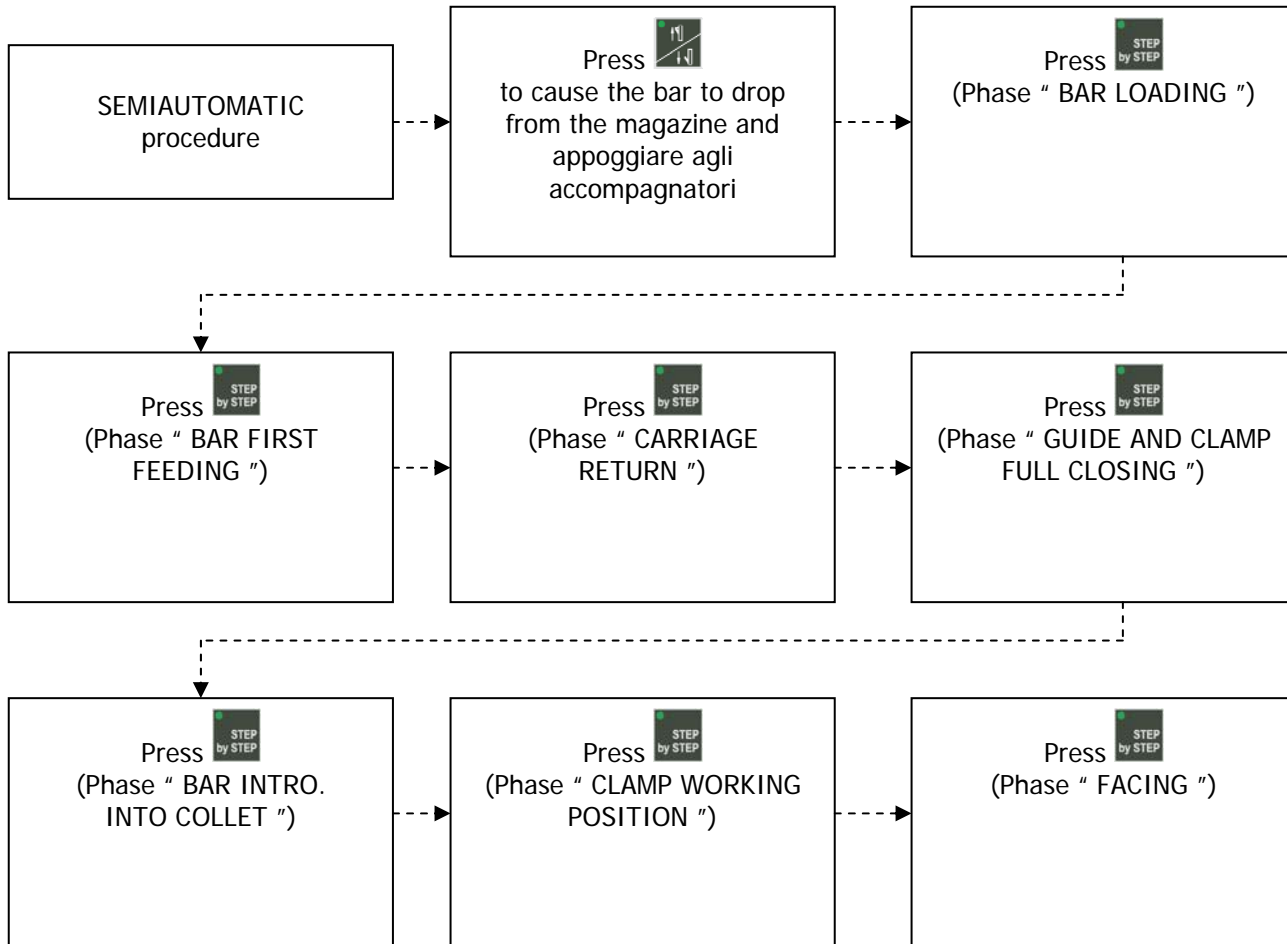 SEMIAUTOMATIC
procedure
Press
to cause the bar to drop
from the magazine and
appoggiare agli
accompagnatori
Press STEP by STEP
(Phase “ BAR LOADING ”)
Press STEP by STEP
(Phase “ BAR FIRST
FEEDING ”)
Press STEP by STEP
(Phase “ CARRIAGE
RETURN ”)
Press STEP by STEP
(Phase “ GUIDE AND CLAMP
FULL CLOSING ”)
Press STEP by STEP
(Phase “ BAR INTRO.
INTO COLLET ”)
Press STEP by STEP
(Phase “ CLAMP WORKING
POSITION ”)
Press STEP by STEP
(Phase “ FACING ”)